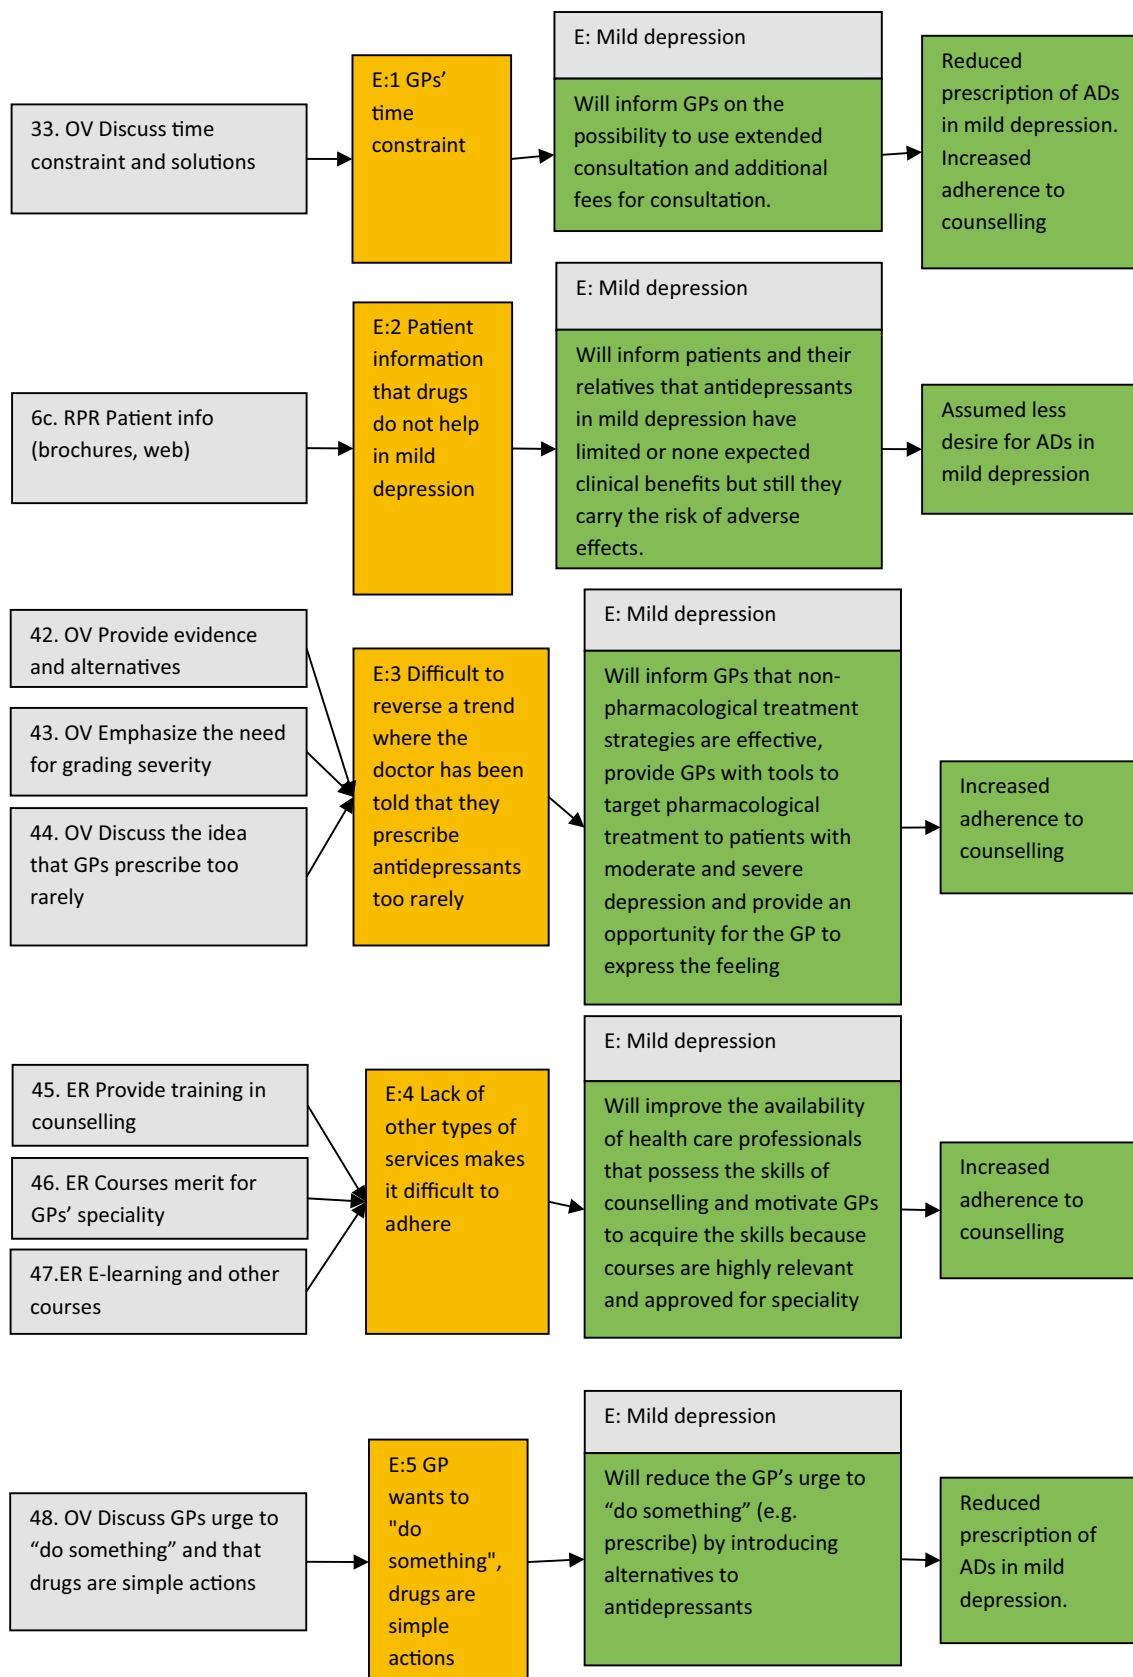 33. OV Discuss time
constraint and solutions
E:1 GPs’
time
constraint
E: Mild depression
Will inform GPs on the
possibility to use extended
consultation and additional
fees for consultation.
Reduced
prescription of ADs
in mild depression.
Increased
adherence to
counselling
6c. RPR Patient info
(brochures, web)
E:2 Patient
information
that drugs
do not help
in mild
depression
E: Mild depression
Will inform patients and their
relatives that antidepressants
in mild depression have
limited or none expected
clinical benefits but still they
carry the risk of adverse
effects.
Assumed less
desire for ADs in
mild depression
42. OV Provide evidence
and alternatives
43. OV Emphasize the need
for grading severity
44. OV Discuss the idea
that GPs prescribe too
rarely
E:3 Difficult to
reverse a trend
where the
doctor has been
told that they
prescribe
antidepressants
too rarely
E: Mild depression
Will inform GPs that non-
pharmacological treatment
strategies are effective,
provide GPs with tools to
target pharmacological
treatment to patients with
moderate and severe
depression and provide an
opportunity for the GP to
express the feeling
Increased
adherence to
counselling
45. ER Provide training in
counselling
46. ER Courses merit for
GPs’ speciality
47.ER E-learning and other
courses
E:4 Lack of
other types of
services makes
it difficult to
adhere
E: Mild depression
Will improve the availability
of health care professionals
that possess the skills of
counselling and motivate GPs
to acquire the skills because
courses are highly relevant
and approved for speciality
Increased
adherence to
counselling
48. OV Discuss GPs urge to
“do something” and that
drugs are simple actions
E:5 GP
wants to
"do
something",
drugs are
simple
actions
E: Mild depression
Will reduce the GP’s urge to
“do something” (e.g.
prescribe) by introducing
alternatives to
antidepressants
Reduced
prescription of
ADs in mild
depression.